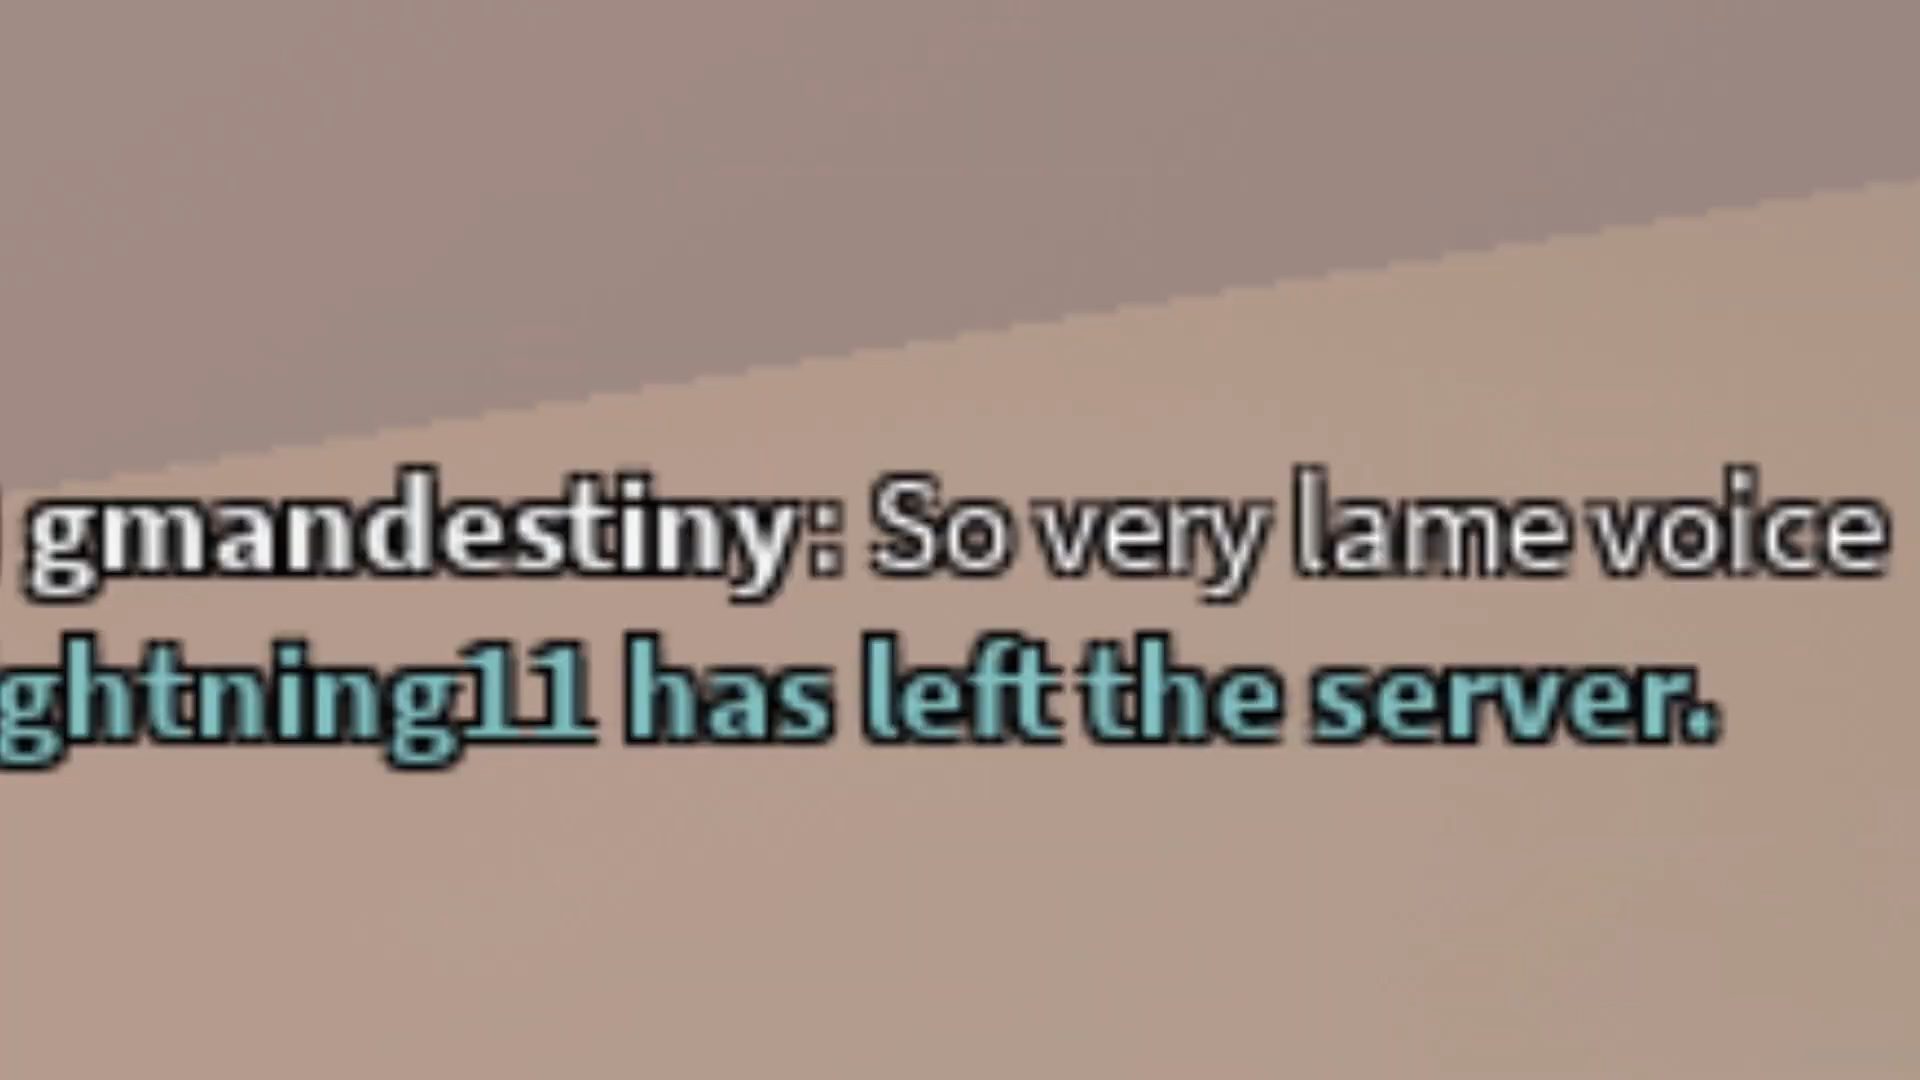 gmandestiny: So very lame voice
ghtning11 has left the server.